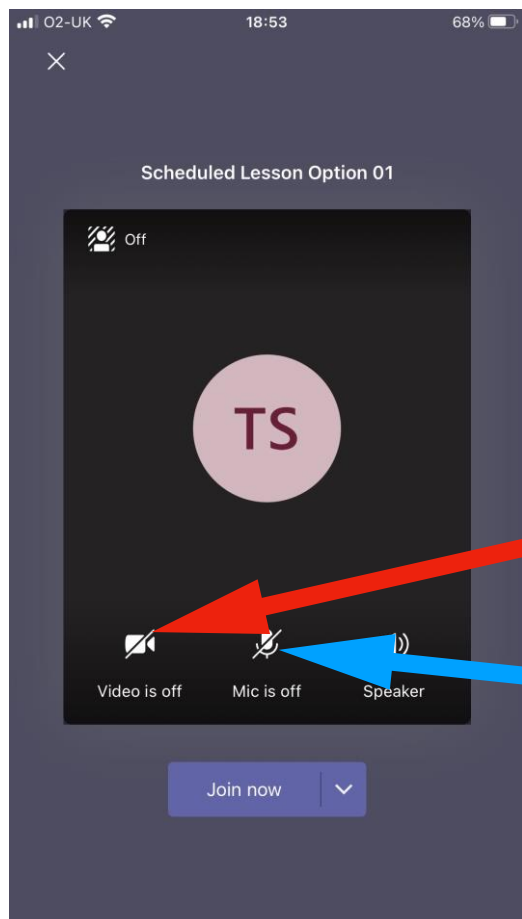 O2-UK 18:53 68%
Scheduled Lesson Option 01
Off
TS
Video is off Mic is off Speaker
Join now